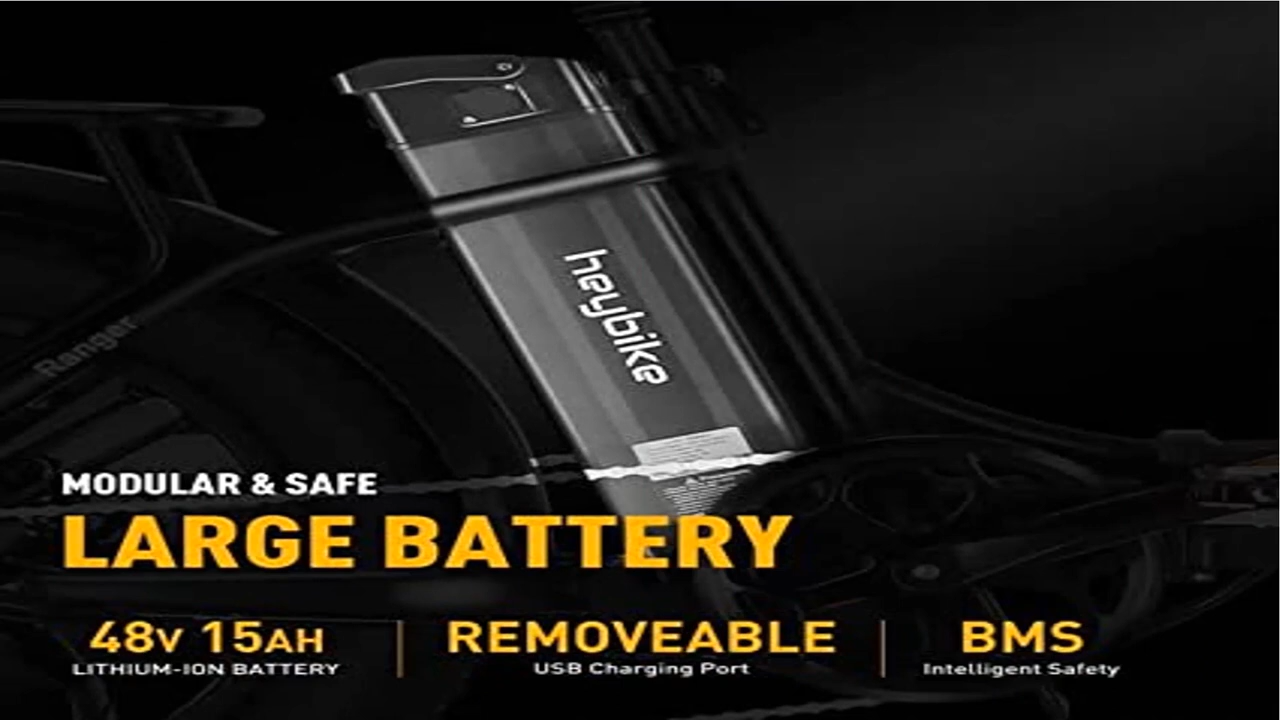 heybike
Ranger
MODULAR & SAFE
LARGE BATTERY
48V 15AH
LITHIUM-ION BATTERY
REMOVEABLE
USB Charging Port
BMS
Intelligent Safety